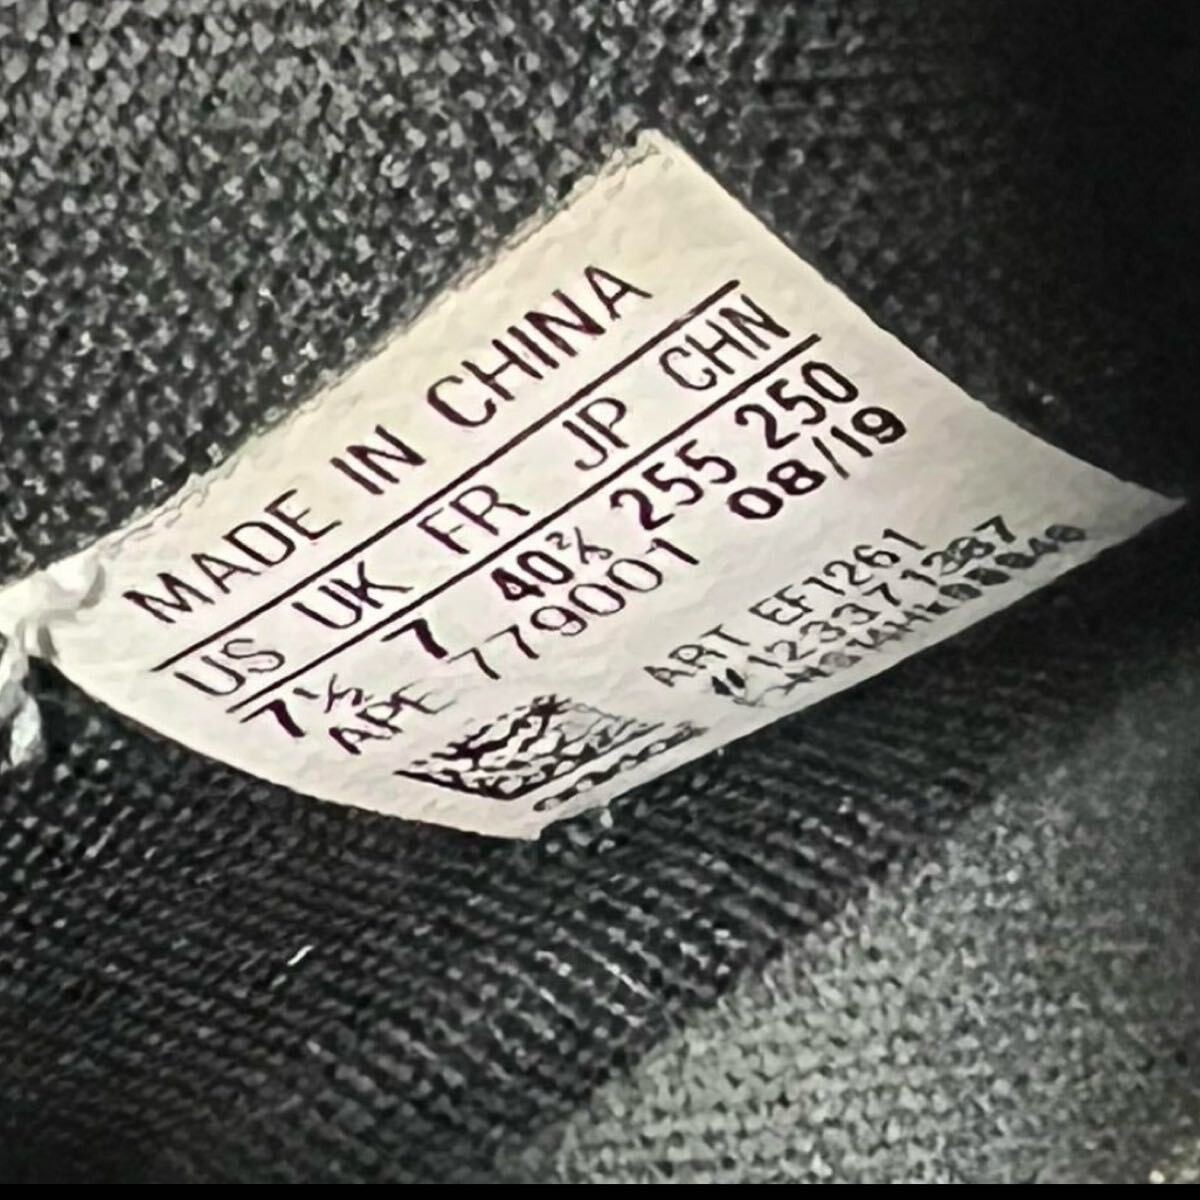 MADE IN CHINA
US UK FR JP CHN
7½ 7 40⅔ 255 250
APE 779001 08/19
ART EF1261